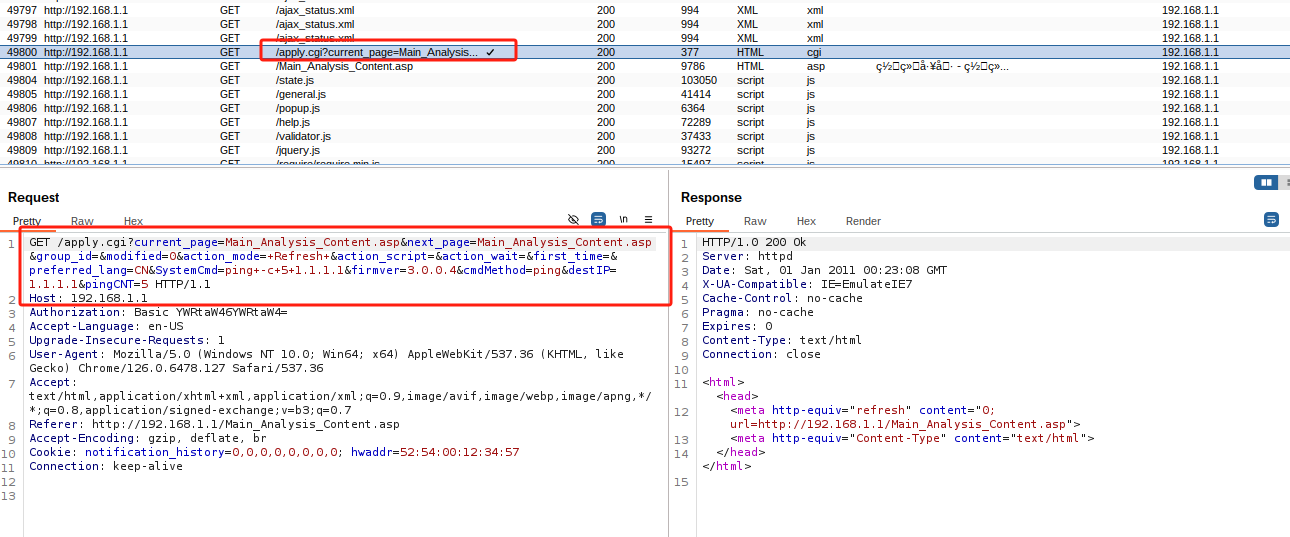 49797 http://192.168.1.1 GET /ajax_status.xml 200 994 XML xml 192.168.1.1
49798 http://192.168.1.1 GET /ajax_status.xml 200 994 XML xml 192.168.1.1
49799 http://192.168.1.1 GET /ajax_status.xml 200 994 XML xml 192.168.1.1
49800 http://192.168.1.1 GET /apply.cgi?current_page=Main_Analysis... ✓ 200 377 HTML cgi 192.168.1.1
49801 http://192.168.1.1 GET /Main_Analysis_Content.asp 200 9786 HTML asp 192.168.1.1
49804 http://192.168.1.1 GET /state.js 200 103050 script js 192.168.1.1
49805 http://192.168.1.1 GET /general.js 200 41414 script js 192.168.1.1
49806 http://192.168.1.1 GET /popup.js 200 6364 script js 192.168.1.1
49807 http://192.168.1.1 GET /help.js 200 72289 script js 192.168.1.1
49808 http://192.168.1.1 GET /validator.js 200 37433 script js 192.168.1.1
49809 http://192.168.1.1 GET /jquery.js 200 93272 script js 192.168.1.1
49810 http://192.168.1.1 GET /require/require.min.js 200 15497 script js 192.168.1.1
Request
Pretty Raw Hex
\n
1 GET /apply.cgi?current_page=Main_Analysis_Content.asp&next_page=Main_Analysis_Content.asp
&group_id=&modified=0&action_mode=+Refresh+&action_script=&action_wait=&first_time=&
preferred_lang=CN&SystemCmd=ping+-c+5+1.1.1.1&firmver=3.0.0.4&cmdMethod=ping&destIP=
1.1.1.1&pingCNT=5 HTTP/1.1
2 Host: 192.168.1.1
3 Authorization: Basic YWRtaW46YWRtaW4=
4 Accept-Language: en-US
5 Upgrade-Insecure-Requests: 1
6 User-Agent: Mozilla/5.0 (Windows NT 10.0; Win64; x64) AppleWebKit/537.36 (KHTML, like
Gecko) Chrome/126.0.6478.127 Safari/537.36
7 Accept:
text/html,application/xhtml+xml,application/xml;q=0.9,image/avif,image/webp,image/apng,*/
*;q=0.8,application/signed-exchange;v=b3;q=0.7
8 Referer: http://192.168.1.1/Main_Analysis_Content.asp
9 Accept-Encoding: gzip, deflate, br
10 Cookie: notification_history=0,0,0,0,0,0,0,0; hwaddr=52:54:00:12:34:57
11 Connection: keep-alive
12
13
Response
Pretty Raw Hex Render
1 HTTP/1.0 200 Ok
2 Server: httpd
3 Date: Sat, 01 Jan 2011 00:23:08 GMT
4 X-UA-Compatible: IE=EmulateIE7
5 Cache-Control: no-cache
6 Pragma: no-cache
7 Expires: 0
8 Content-Type: text/html
9 Connection: close
10
11 <html>
<head>
12 <meta http-equiv="refresh" content="0;
url=http://192.168.1.1/Main_Analysis_Content.asp">
13 <meta http-equiv="Content-Type" content="text/html">
14 </head>
</html>
15